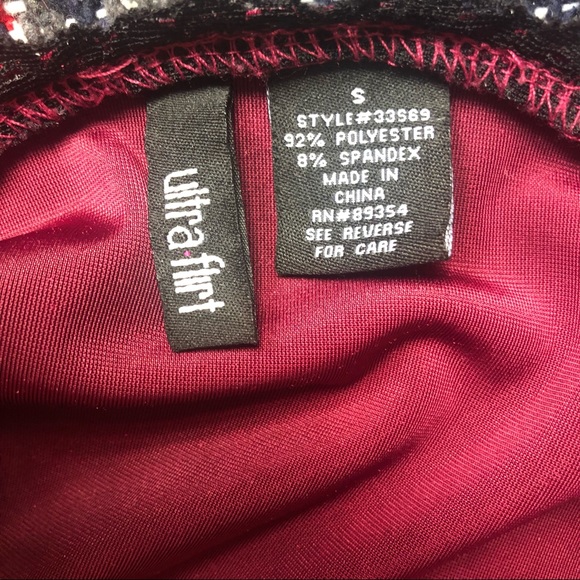 ultra flirt
S
STYLE#33S69
92% POLYESTER
8% SPANDEX
MADE IN
CHINA
RN#89354
SEE REVERSE
FOR CARE